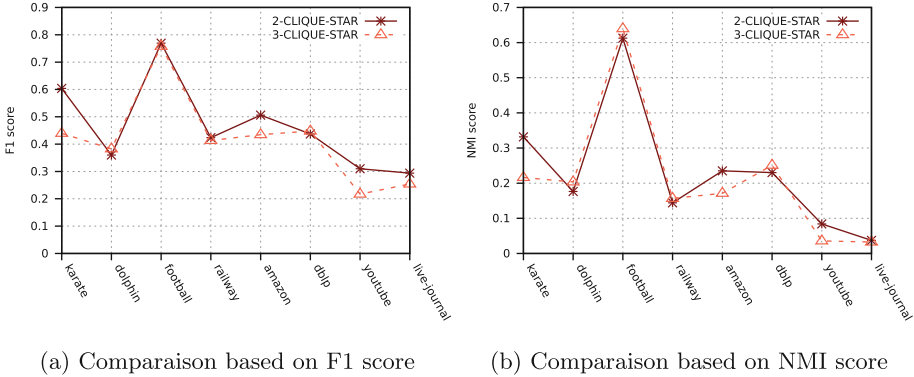 0.9
0.8
0.7
0.6
0.5
0.4
0.3
0.2
0.1
0
F1 score
2-CLIQUE-STAR
3-CLIQUE-STAR
karate
dolphin
football
railway
amazon
dblp
youtube
live-journal
(a) Comparaison based on F1 score
0.7
0.6
0.5
0.4
0.3
0.2
0.1
0
NMI score
2-CLIQUE-STAR
3-CLIQUE-STAR
karate
dolphin
football
railway
amazon
dblp
youtube
live-journal
(b) Comparaison based on NMI score